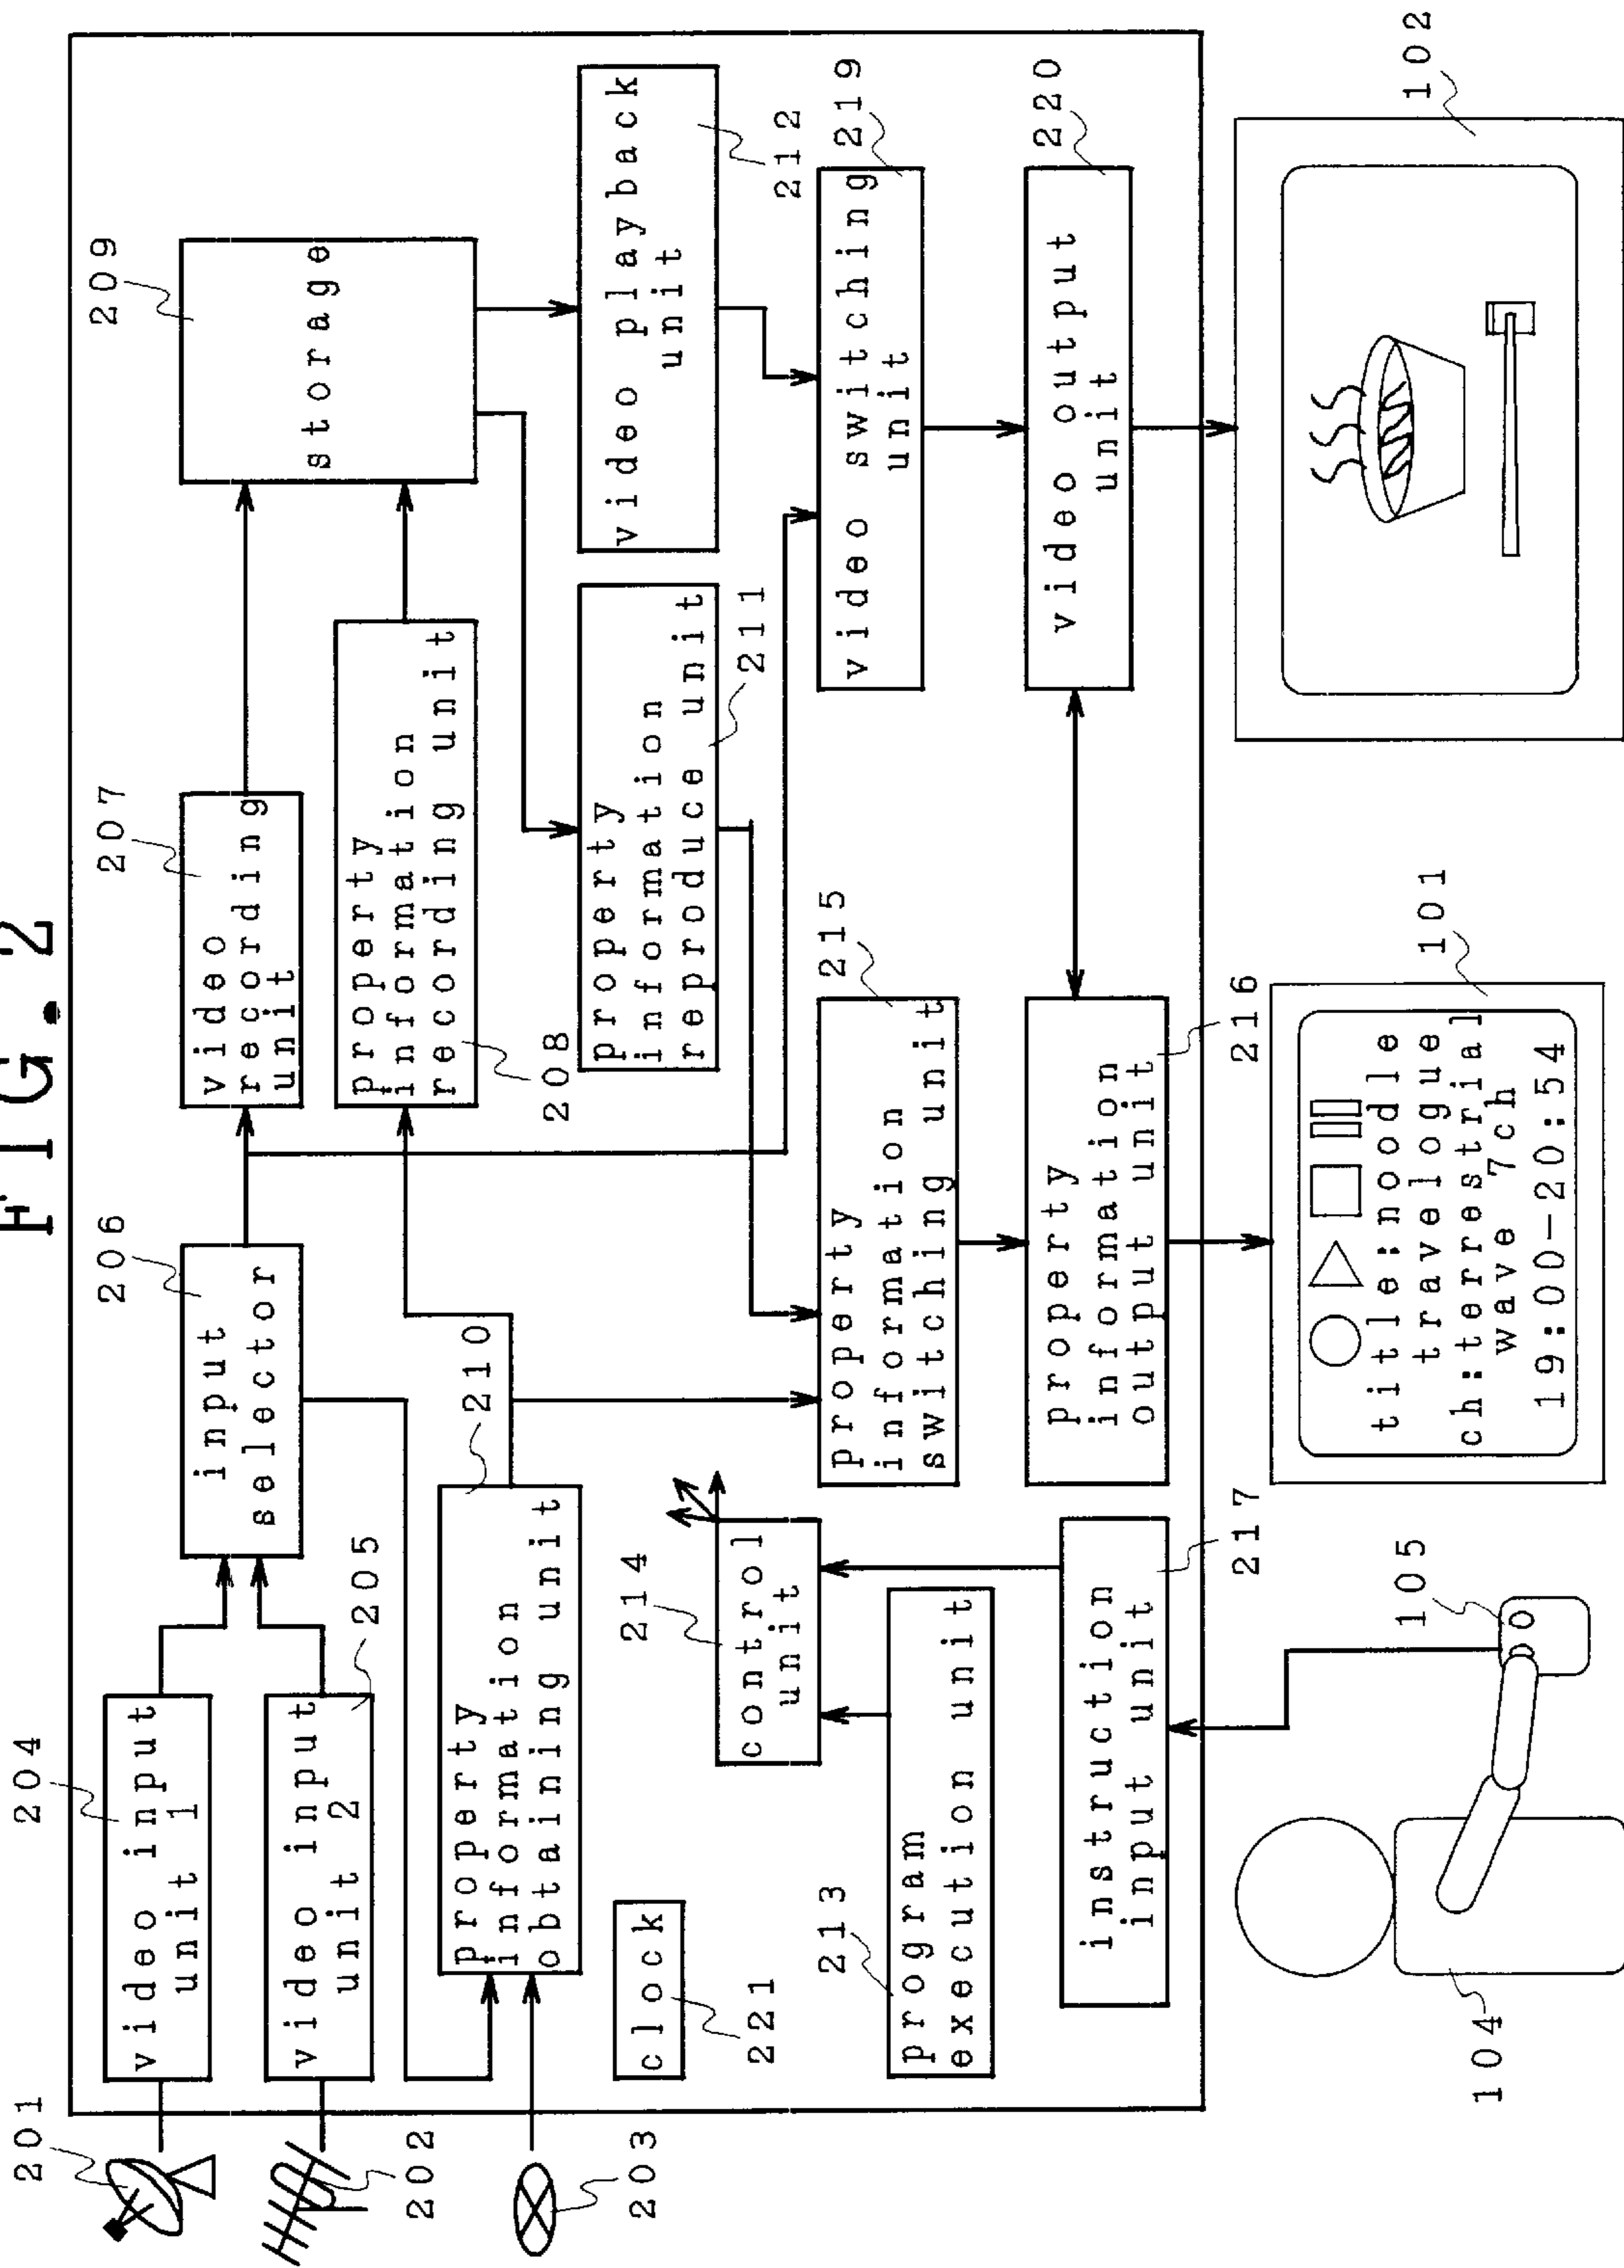 FIG. 2
201
204
video input
unit 1
206
input
selector
207
video
recording
unit
209
storage
202
video input
unit 2
205
property
information
recording unit
208
203
property
information
obtaining unit
210
property
information
reproduce unit
211
video playback
unit
212
clock
221
214
control
unit
215
property
information
switching unit
video switching
unit
219
213
program
execution unit
instruction
input unit
217
property
information
output unit
216
video output
unit
220
104
105
101
title:noodle
travelogue
ch:terrestrial
wave 7ch
19:00-20:54
102